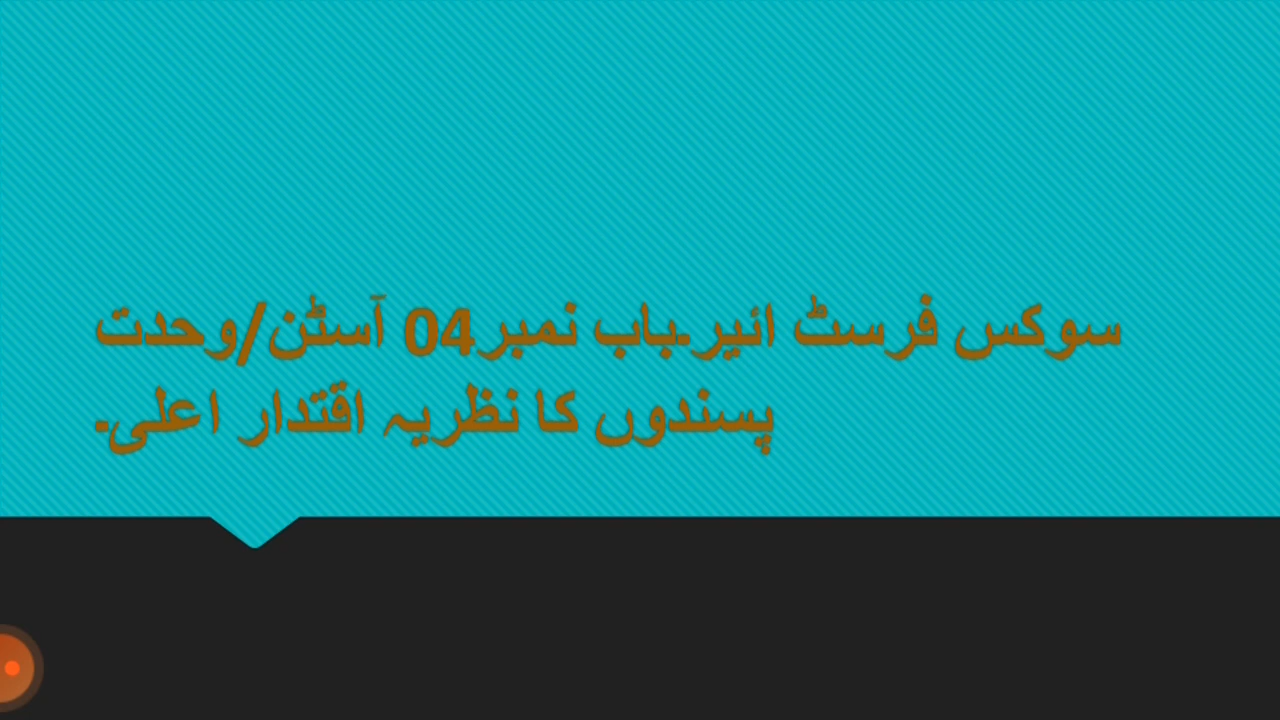 سوکس فرسٹ ائیر۔باب نمبر04 آسٹن/وحدت
پسندوں کا نظریہ اقتدار اعلی۔